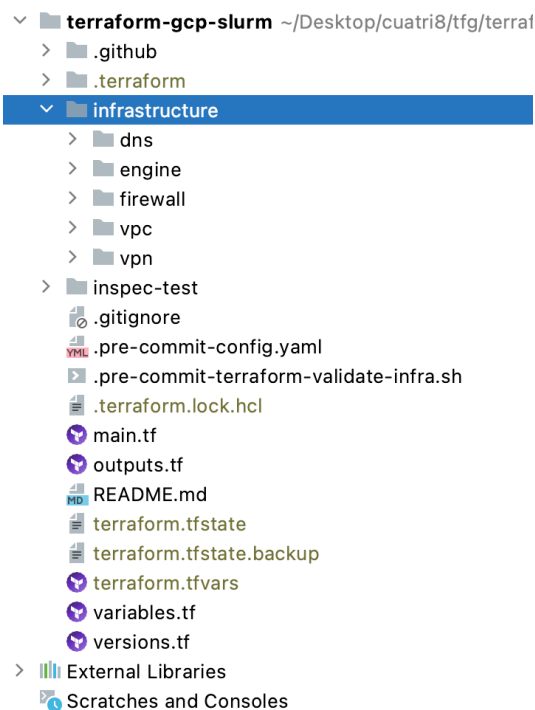 terraform-gcp-slurm ~/Desktop/cuatri8/tfg/terraf
.github
.terraform
infrastructure
dns
engine
firewall
vpc
vpn
inspec-test
.gitignore
YML .pre-commit-config.yaml
.pre-commit-terraform-validate-infra.sh
.terraform.lock.hcl
main.tf
outputs.tf
MD README.md
terraform.tfstate
terraform.tfstate.backup
terraform.tfvars
variables.tf
versions.tf
External Libraries
Scratches and Consoles